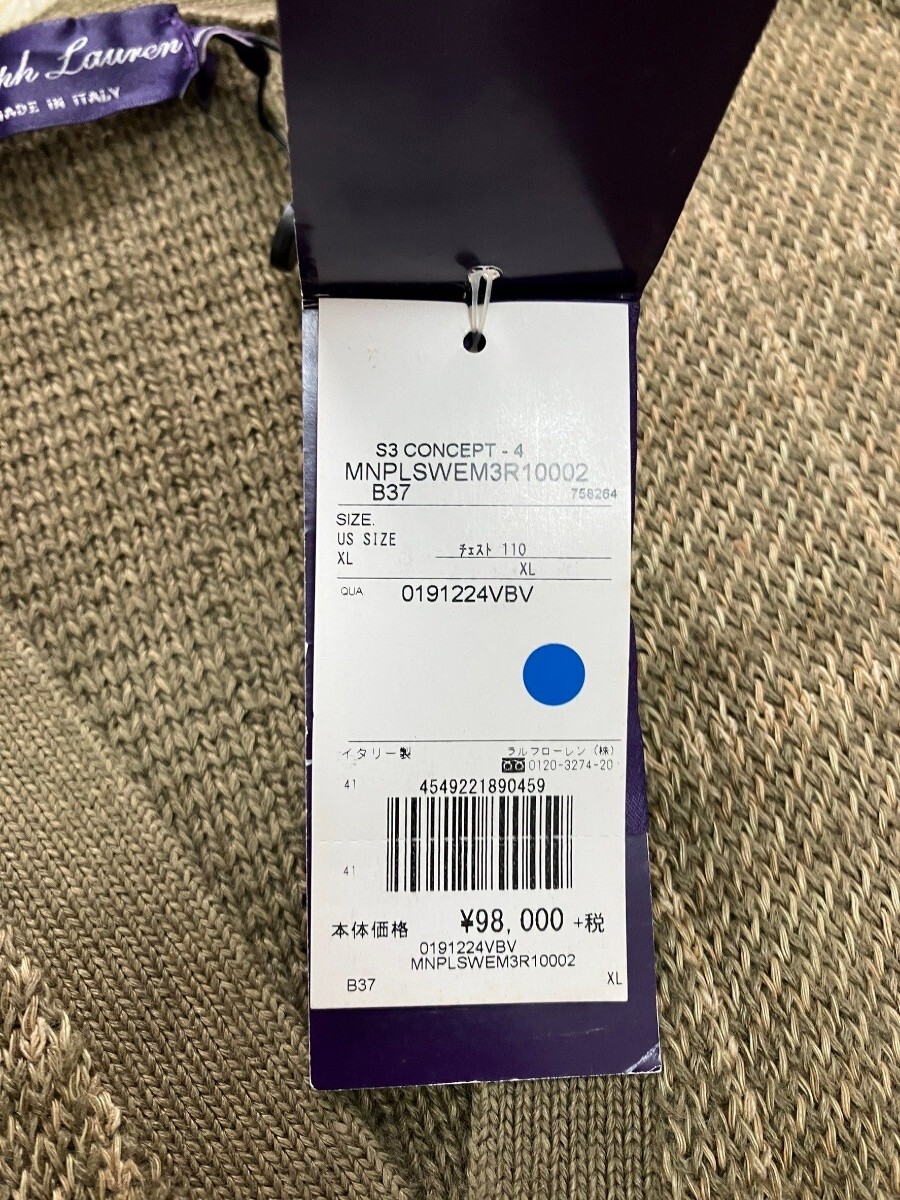 Lauren
MADE IN ITALY
S3 CONCEPT - 4
MNPLSWEM3R10002
B37 758264
SIZE.
US SIZE チェスト 110
XL XL
QUA 0191224VBV
イタリー製 ラルフローレン (株)
0120-3274-20
41 4549221890459
41
本体価格 ¥98,000 +税
0191224VBV
MNPLSWEM3R10002
B37 XL